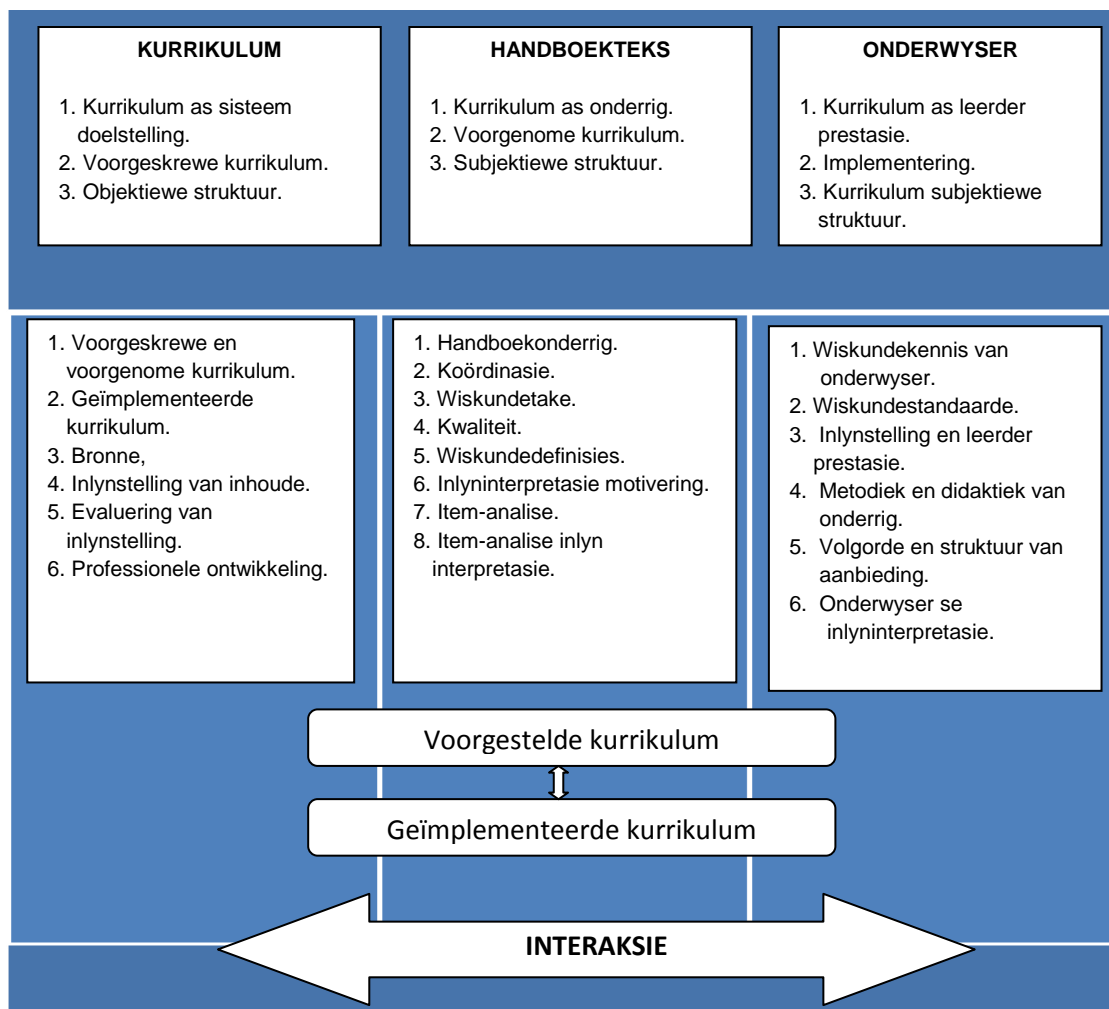 KURRIKULUM
1. Kurrikulum as sisteem
doelstelling.
2. Voorgeskrewe kurrikulum.
3. Objektiewe struktuur.
HANDBOEKTEKS
1. Kurrikulum as onderrig.
2. Voorgenome kurrikulum.
3. Subjektiewe struktuur.
ONDERWYSER
1. Kurrikulum as leerder
prestasie.
2. Implementering.
3. Kurrikulum subjektiewe
struktuur.
1. Voorgeskrewe en
voorgenome kurrikulum.
2. Geïmplementeerde
kurrikulum.
3. Bronne,
4. Inlynstelling van inhoude.
5. Evaluering van
inlynstelling.
6. Professionele ontwikkeling.
1. Handboekonderrig.
2. Koördinasie.
3. Wiskundetake.
4. Kwaliteit.
5. Wiskundedefinisies.
6. Inlyninterpretasie motivering.
7. Item-analise.
8. Item-analise inlyn
interpretasie.
1. Wiskundekennis van
onderwyser.
2. Wiskundestandaarde.
3. Inlynstelling en leerder
prestasie.
4. Metodiek en didaktiek van
onderrig.
5. Volgorde en struktuur van
aanbieding.
6. Onderwyser se
inlyninterpretasie.
Voorgestelde kurrikulum
Geïmplementeerde kurrikulum
INTERAKSIE